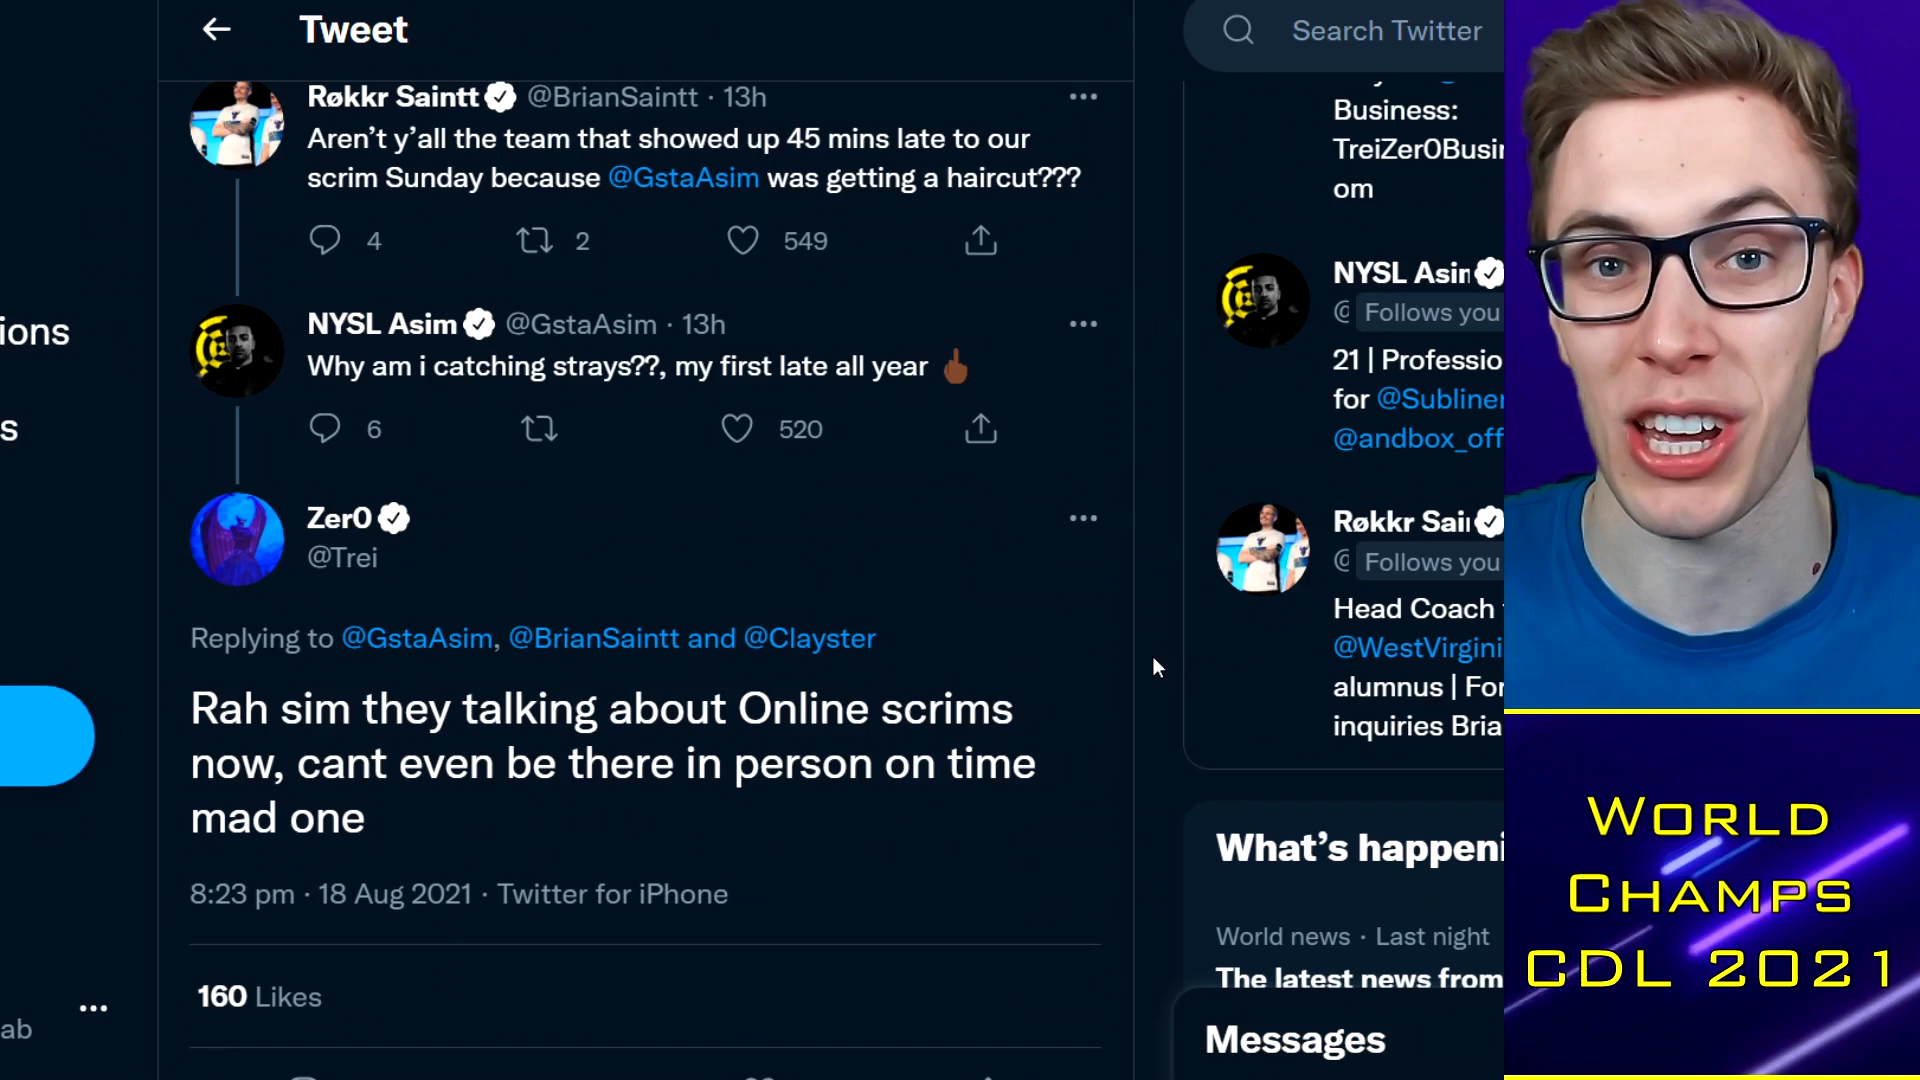 Tweet
Search Twitter
Røkkr Saintt @BrianSaintt · 13h
Aren’t y’all the team that showed up 45 mins late to our
scrim Sunday because @GstaAsim was getting a haircut???
4 2 549
NYSL Asim @GstaAsim · 13h
Why am i catching strays??, my first late all year 🖕🏾
6 520
Zer0
@Trei
Replying to @GstaAsim, @BrianSaintt and @Clayster
Rah sim they talking about Online scrims
now, cant even be there in person on time
mad one
8:23 pm · 18 Aug 2021 · Twitter for iPhone
160 Likes
ions
s
ab
Business:
TreiZer0Busin
om
NYSL Asim
@ Follows you
21 | Professio
for @Subliner
@andbox_off
Røkkr Sai
@ Follows you
Head Coach
@WestVirgini
alumnus | For
inquiries Bria
What’s happeni
World news · Last night
The latest news from
Messages
World
Champs
CDL 2021